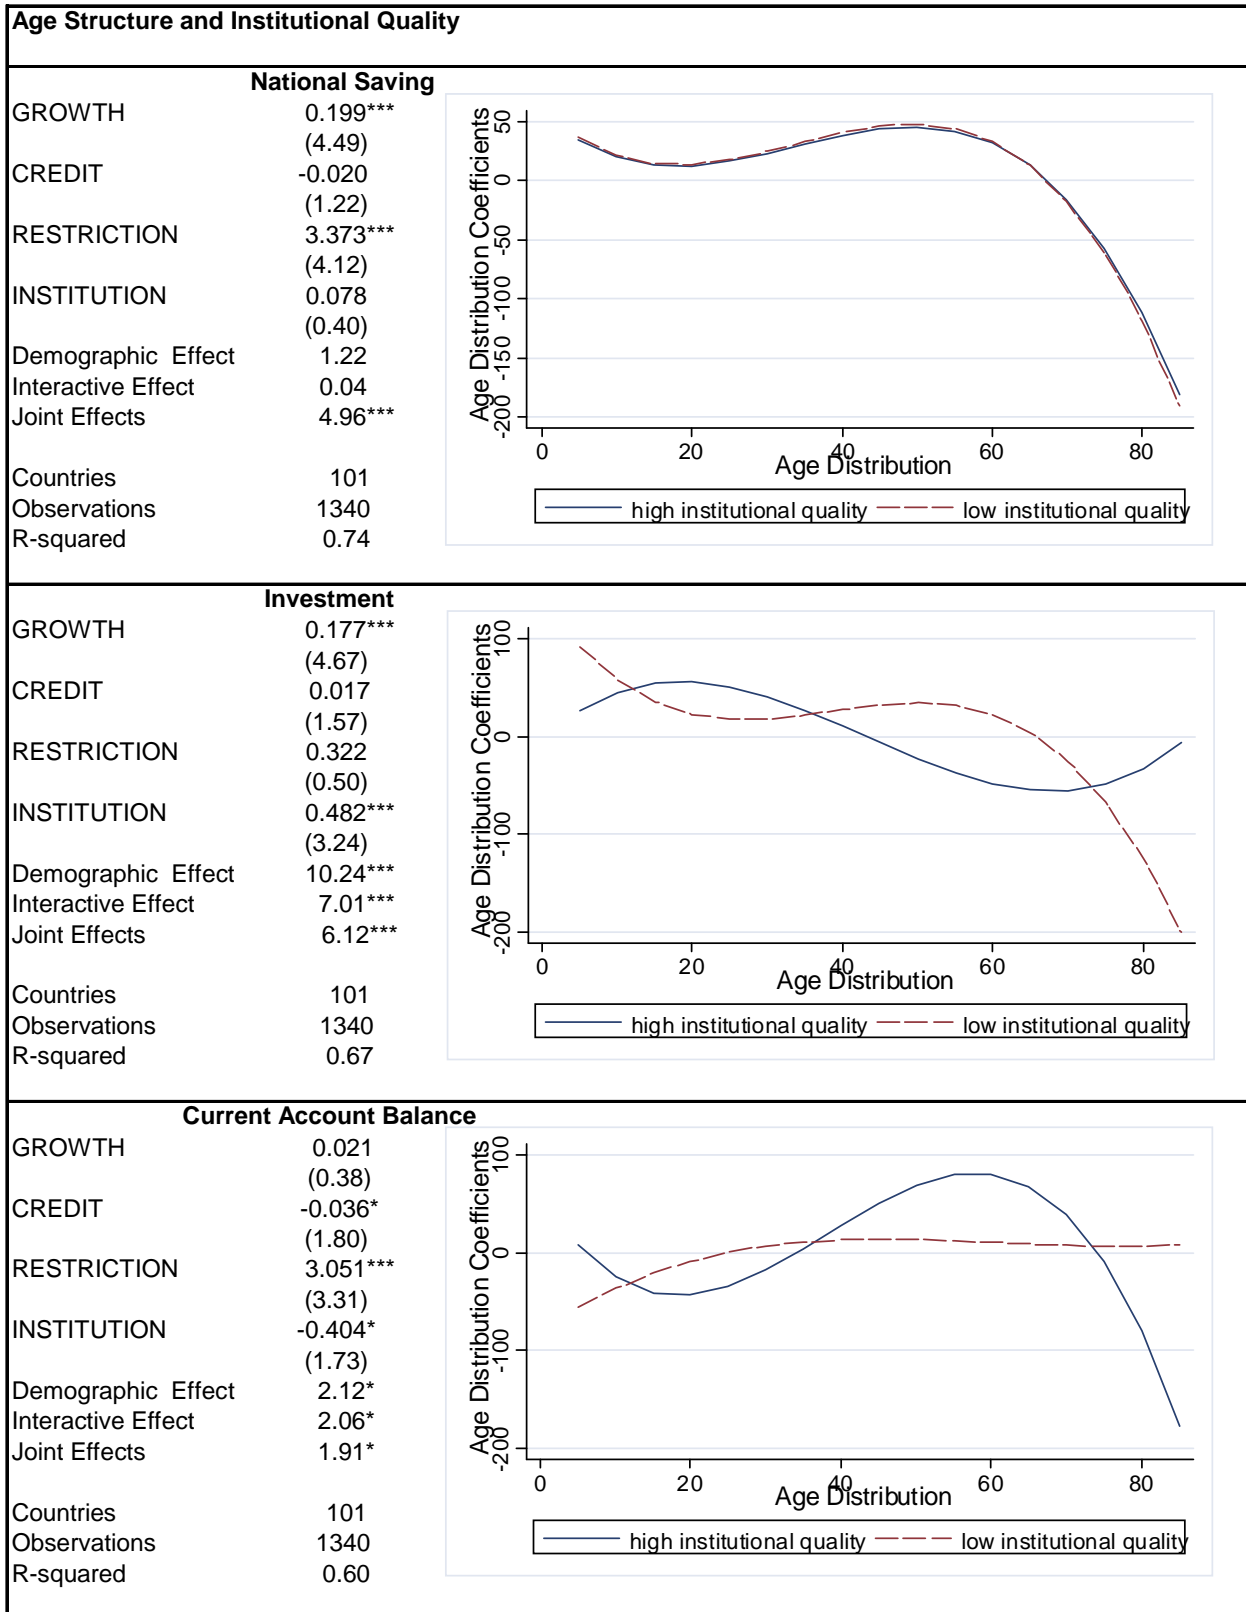 Age Structure and Institutional Quality
National Saving
GROWTH 0.199***
(4.49)
CREDIT -0.020
(1.22)
RESTRICTION 3.373***
(4.12)
INSTITUTION 0.078
(0.40)
Demographic Effect 1.22
Interactive Effect 0.04
Joint Effects 4.96***
Countries 101
Observations 1340
R-squared 0.74
Age Distribution Coefficients
50
0
-50
-100
-150
-200
0 20 40 60 80
Age Distribution
high institutional quality low institutional quality
Investment
GROWTH 0.177***
(4.67)
CREDIT 0.017
(1.57)
RESTRICTION 0.322
(0.50)
INSTITUTION 0.482***
(3.24)
Demographic Effect 10.24***
Interactive Effect 7.01***
Joint Effects 6.12***
Countries 101
Observations 1340
R-squared 0.67
Age Distribution Coefficients
100
0
-100
-200
0 20 40 60 80
Age Distribution
high institutional quality low institutional quality
Current Account Balance
GROWTH 0.021
(0.38)
CREDIT -0.036*
(1.80)
RESTRICTION 3.051***
(3.31)
INSTITUTION -0.404*
(1.73)
Demographic Effect 2.12*
Interactive Effect 2.06*
Joint Effects 1.91*
Countries 101
Observations 1340
R-squared 0.60
Age Distribution Coefficients
100
0
-100
-200
0 20 40 60 80
Age Distribution
high institutional quality low institutional quality